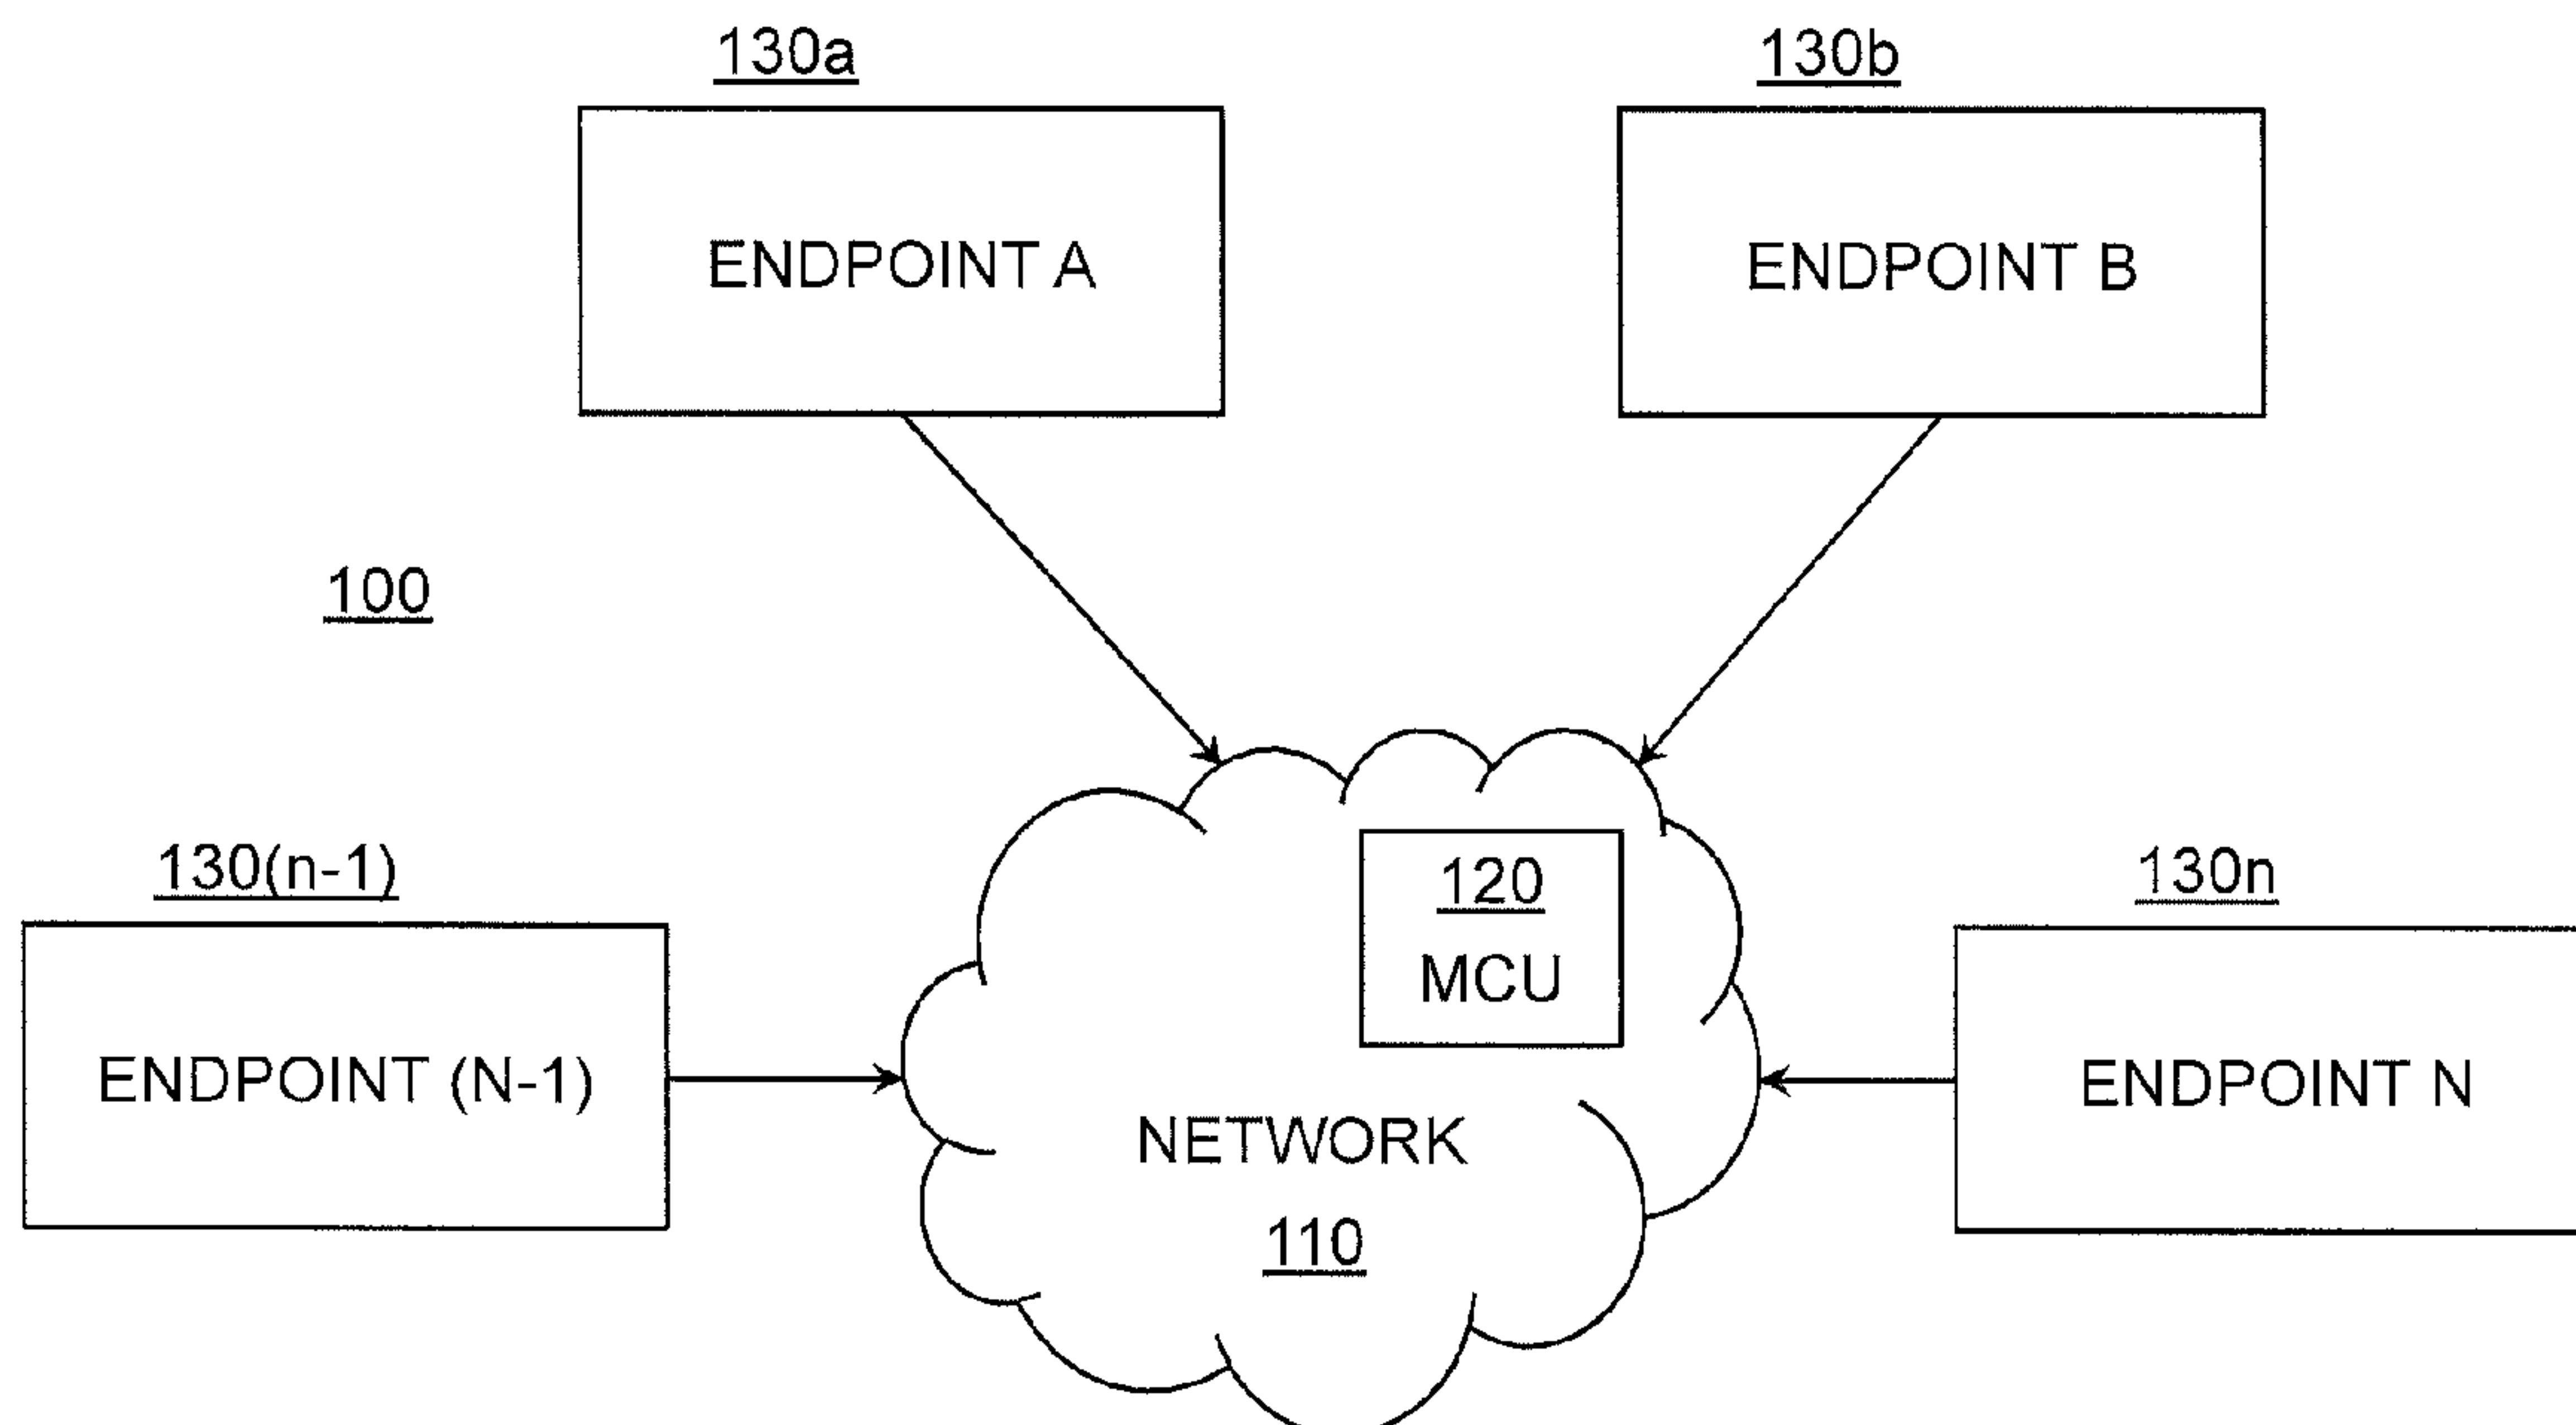 130a
130b
ENDPOINT A
ENDPOINT B
100
130(n-1)
120
130n
MCU
ENDPOINT (N-1)
ENDPOINT N
NETWORK
110